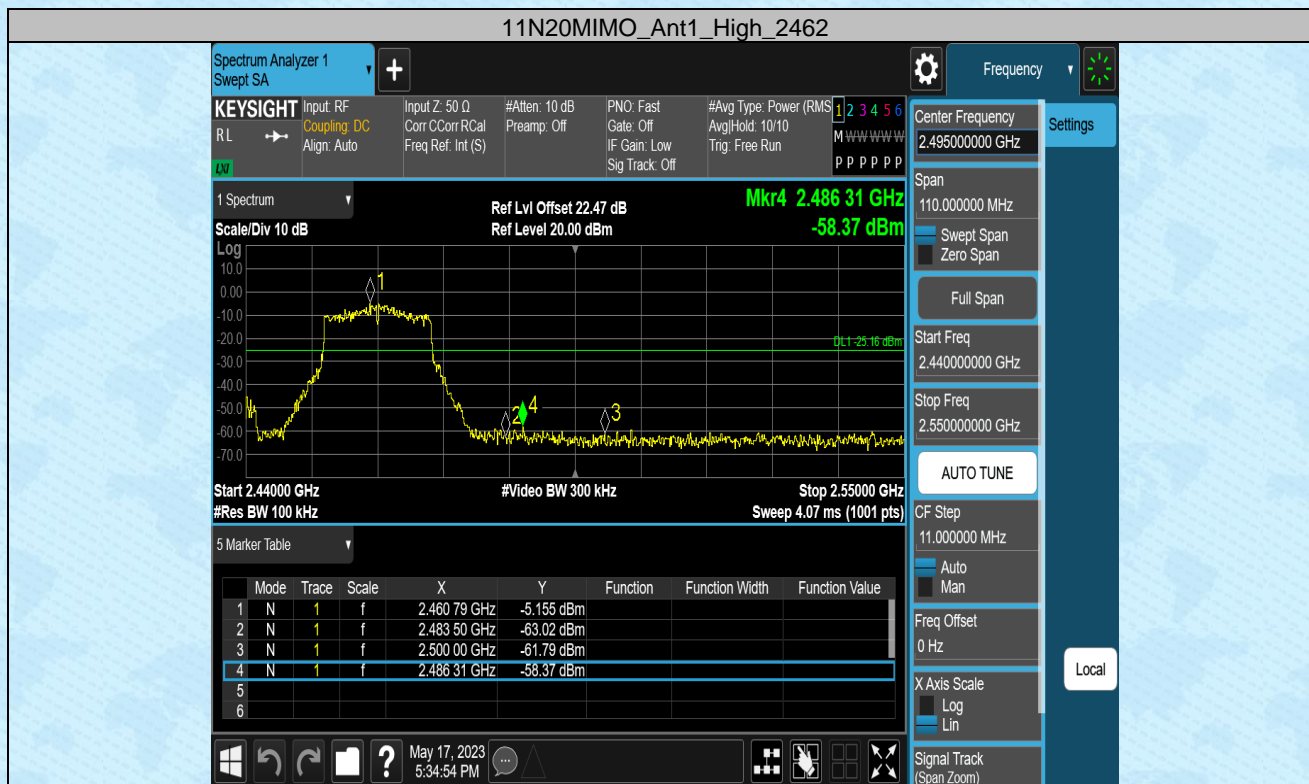 11N20MIMO_Ant1_High_2462
Spectrum Analyzer 1
Swept SA
Frequency
KEYSIGHT
RL
LXI
Input: RF
Coupling: DC
Align: Auto
Input Z: 50 Ω
Corr CCorr RCal
Freq Ref: Int (S)
#Atten: 10 dB
Preamp: Off
PNO: Fast
Gate: Off
IF Gain: Low
Sig Track: Off
#Avg Type: Power (RMS
Avg|Hold: 10/10
Trig: Free Run
1 2 3 4 5 6
M W W W W W
P P P P P P
1 Spectrum
Scale/Div 10 dB
Ref Lvl Offset 22.47 dB
Ref Level 20.00 dBm
Mkr4 2.486 31 GHz
-58.37 dBm
Log
10.0
0.00
-10.0
-20.0
-30.0
-40.0
-50.0
-60.0
-70.0
1
2
4
3
DL1 -25.16 dBm
Start 2.44000 GHz
#Video BW 300 kHz
Stop 2.55000 GHz
#Res BW 100 kHz
Sweep 4.07 ms (1001 pts)
5 Marker Table
Mode Trace Scale X Y Function Function Width Function Value
1 N 1 f 2.460 79 GHz -5.155 dBm
2 N 1 f 2.483 50 GHz -63.02 dBm
3 N 1 f 2.500 00 GHz -61.79 dBm
4 N 1 f 2.486 31 GHz -58.37 dBm
5
6
May 17, 2023
5:34:54 PM
Center Frequency
2.495000000 GHz
Settings
Span
110.000000 MHz
Swept Span
Zero Span
Full Span
Start Freq
2.440000000 GHz
Stop Freq
2.550000000 GHz
AUTO TUNE
CF Step
11.000000 MHz
Auto
Man
Freq Offset
0 Hz
Local
X Axis Scale
Log
Lin
Signal Track
(Span Zoom)